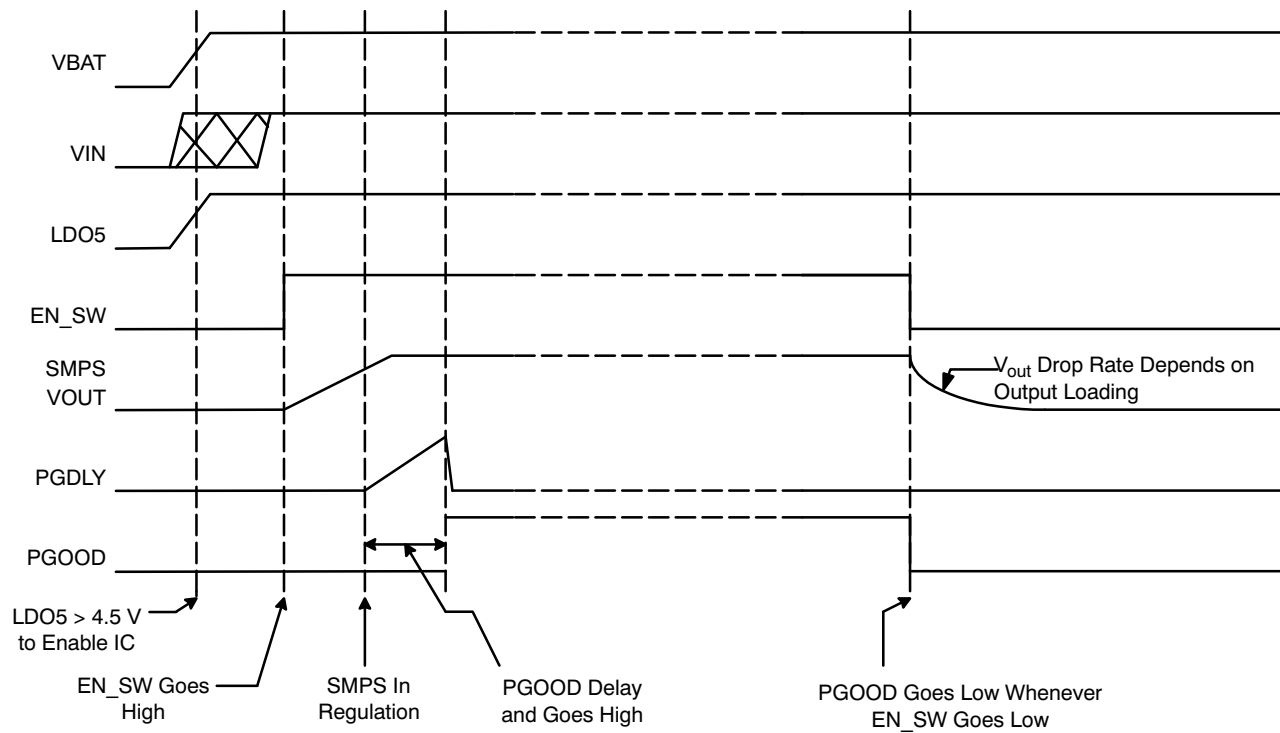 VBAT
VIN
LDO5
EN_SW
SMPS
VOUT
Vout Drop Rate Depends on
Output Loading
PGDLY
PGOOD
LDO5 > 4.5 V
to Enable IC
EN_SW Goes
High
SMPS In
Regulation
PGOOD Delay
and Goes High
PGOOD Goes Low Whenever
EN_SW Goes Low